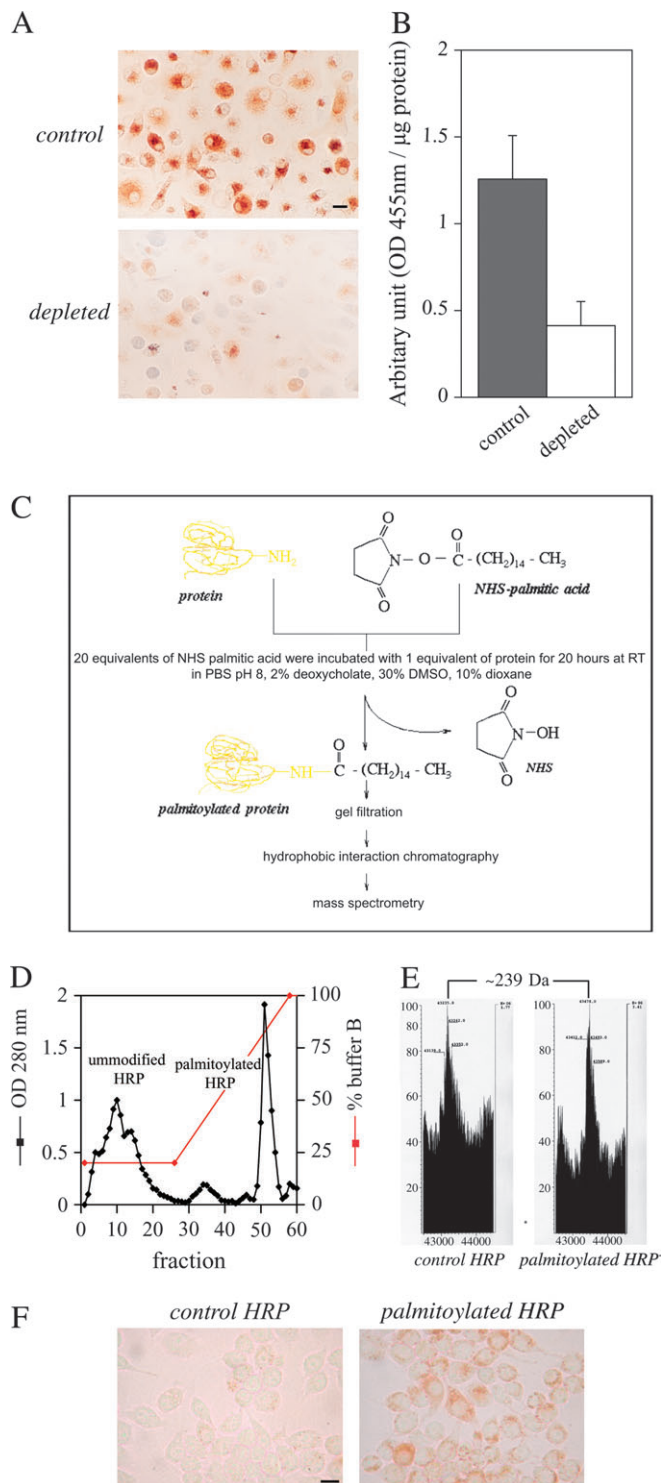 A
control
depleted
B
Arbitary unit (OD 455nm / µg protein)
2
1.5
1
0.5
0
control
depleted
C
NH2
protein
O
N - O - C - (CH2)14 - CH3
O
O
NHS-palmitic acid
20 equivalents of NHS palmitic acid were incubated with 1 equivalent of protein for 20 hours at RT
in PBS pH 8, 2% deoxycholate, 30% DMSO, 10% dioxane
O
N - OH
O
NHS
O
NH - C - (CH2)14 - CH3
palmitoylated protein
gel filtration
hydrophobic interaction chromatography
mass spectrometry
D
OD 280 nm
2
1.5
1
0.5
0
ummodified
HRP
palmitoylated
HRP
100
75
50
25
0
% buffer B
0 10 20 30 40 50 60
fraction
E
~239 Da
100
80
60
40
20
43000 44000
control HRP
100
80
60
40
20
43000 44000
palmitoylated HRP
F
control HRP
palmitoylated HRP